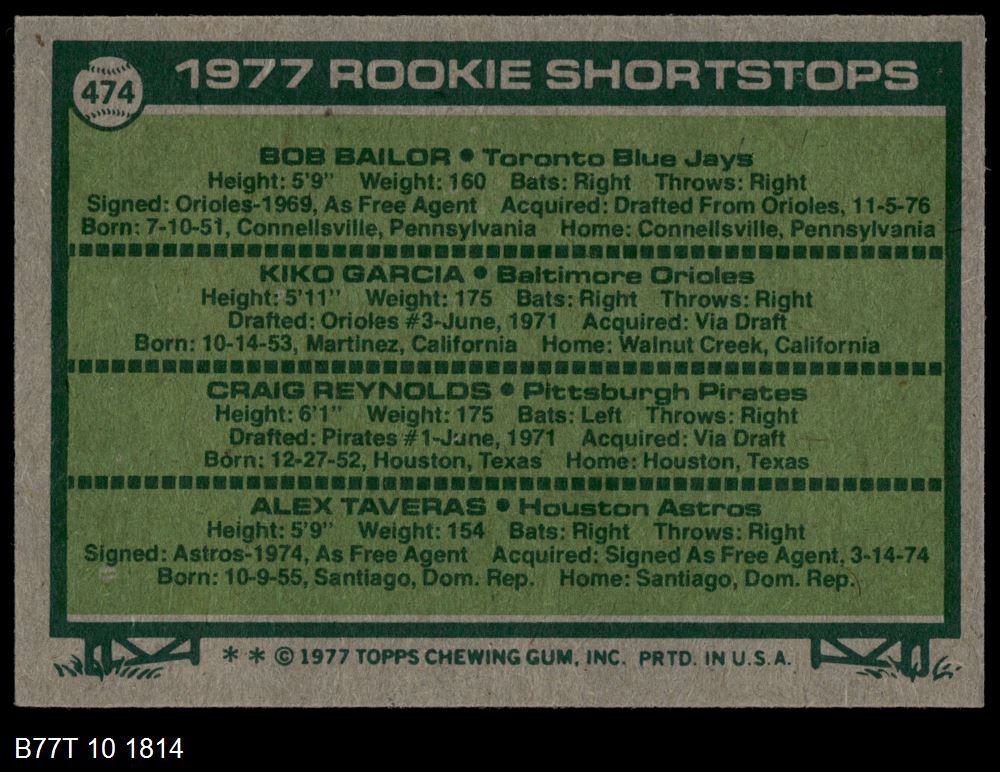 474
1977 ROOKIE SHORTSTOPS
BOB BAILOR • Toronto Blue Jays
Height: 5'9" Weight: 160 Bats: Right Throws: Right
Signed: Orioles-1969, As Free Agent Acquired: Drafted From Orioles, 11-5-76
Born: 7-10-51, Connellsville, Pennsylvania Home: Connellsville, Pennsylvania
KIKO GARCIA • Baltimore Orioles
Height: 5'11" Weight: 175 Bats: Right Throws: Right
Drafted: Orioles #3-June, 1971 Acquired: Via Draft
Born: 10-14-53, Martinez, California Home: Walnut Creek, California
CRAIG REYNOLDS • Pittsburgh Pirates
Height: 6'1" Weight: 175 Bats: Left Throws: Right
Drafted: Pirates #1-June, 1971 Acquired: Via Draft
Born: 12-27-52, Houston, Texas Home: Houston, Texas
ALEX TAVERAS • Houston Astros
Height: 5'9" Weight: 154 Bats: Right Throws: Right
Signed: Astros-1974, As Free Agent Acquired: Signed As Free Agent, 3-14-74
Born: 10-9-55, Santiago, Dom. Rep. Home: Santiago, Dom. Rep.
* * © 1977 TOPPS CHEWING GUM, INC. PRTD. IN U.S.A.
B77T 10 1814